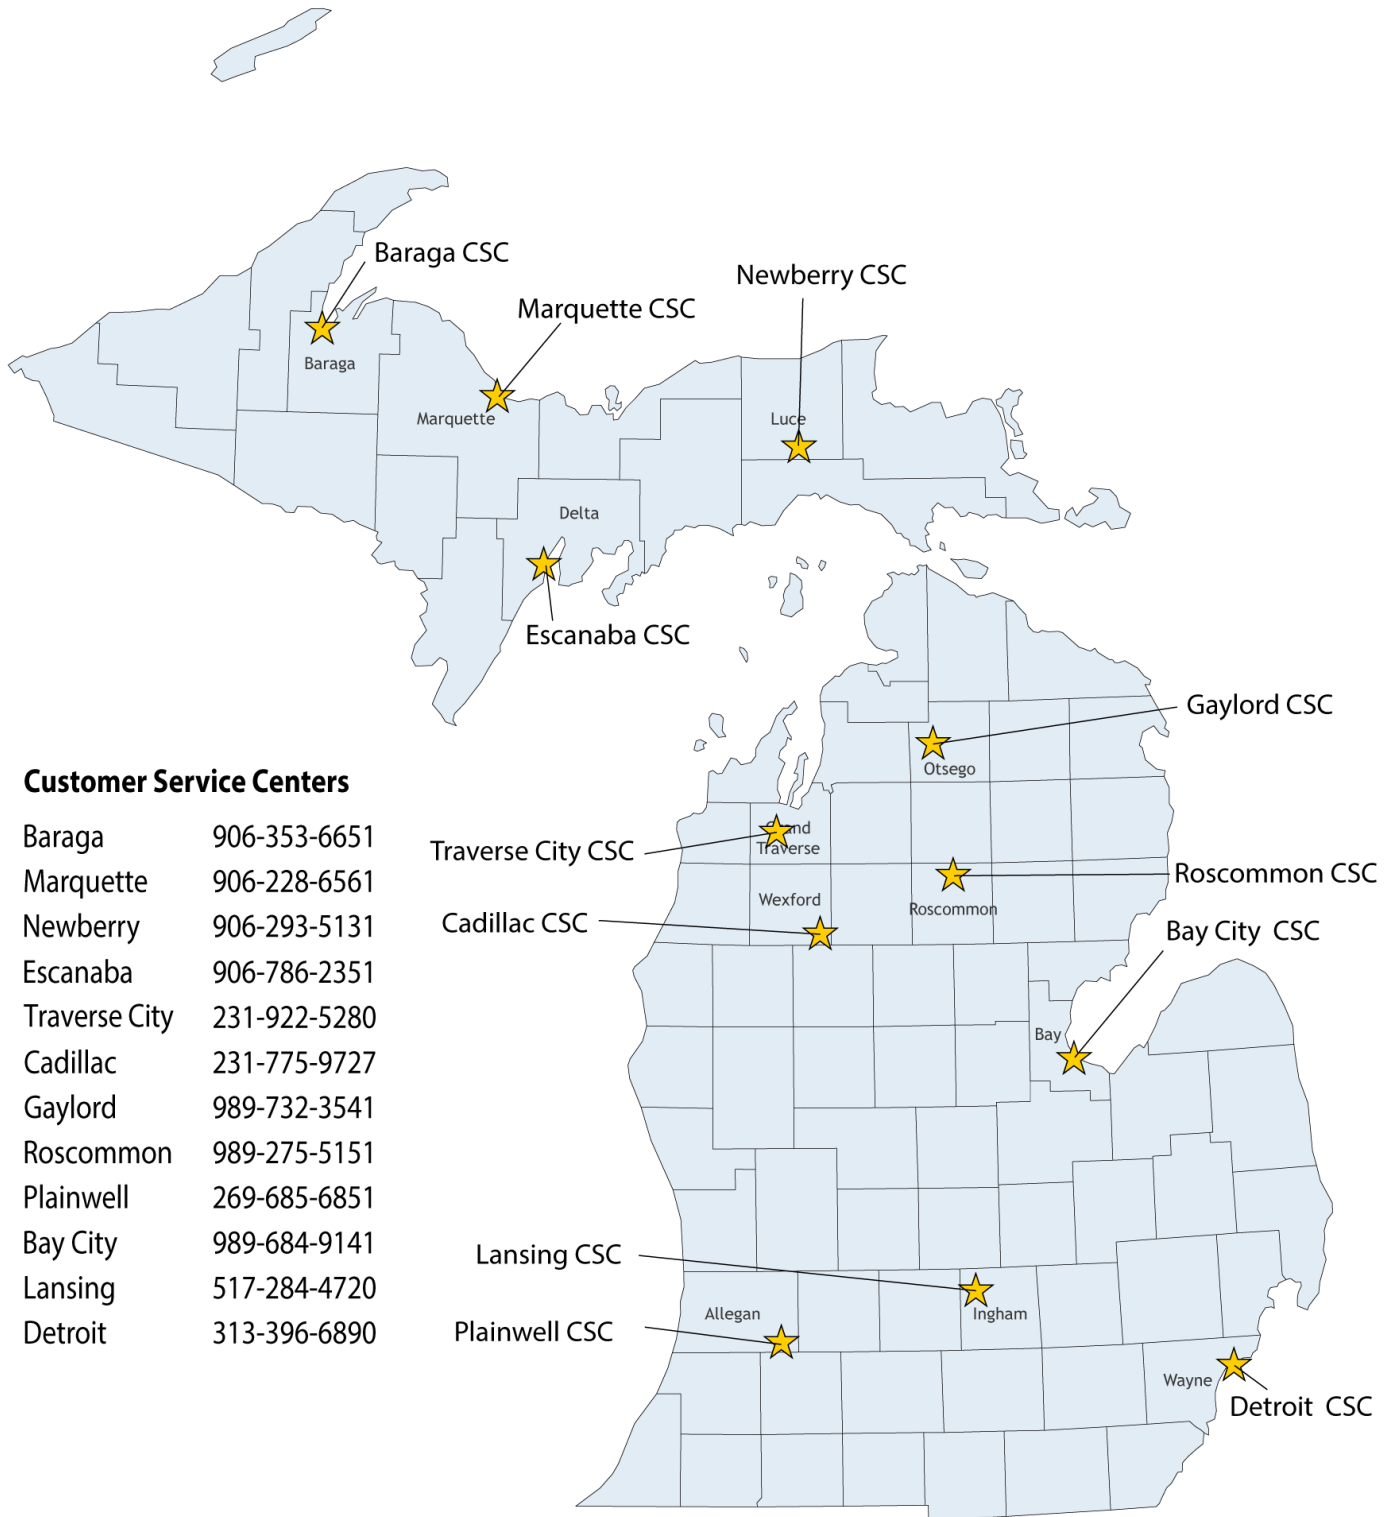 Baraga CSC
Newberry CSC
Marquette CSC
Baraga
Marquette
Luce
Delta
Escanaba CSC
Gaylord CSC
Otsego
Customer Service Centers
Baraga 906-353-6651
Marquette 906-228-6561
Newberry 906-293-5131
Escanaba 906-786-2351
Traverse City 231-922-5280
Cadillac 231-775-9727
Gaylord 989-732-3541
Roscommon 989-275-5151
Plainwell 269-685-6851
Bay City 989-684-9141
Lansing 517-284-4720
Detroit 313-396-6890
Grand
Traverse
Traverse City CSC
Roscommon CSC
Wexford
Roscommon
Cadillac CSC
Bay City CSC
Bay
Lansing CSC
Allegan
Ingham
Plainwell CSC
Wayne
Detroit CSC